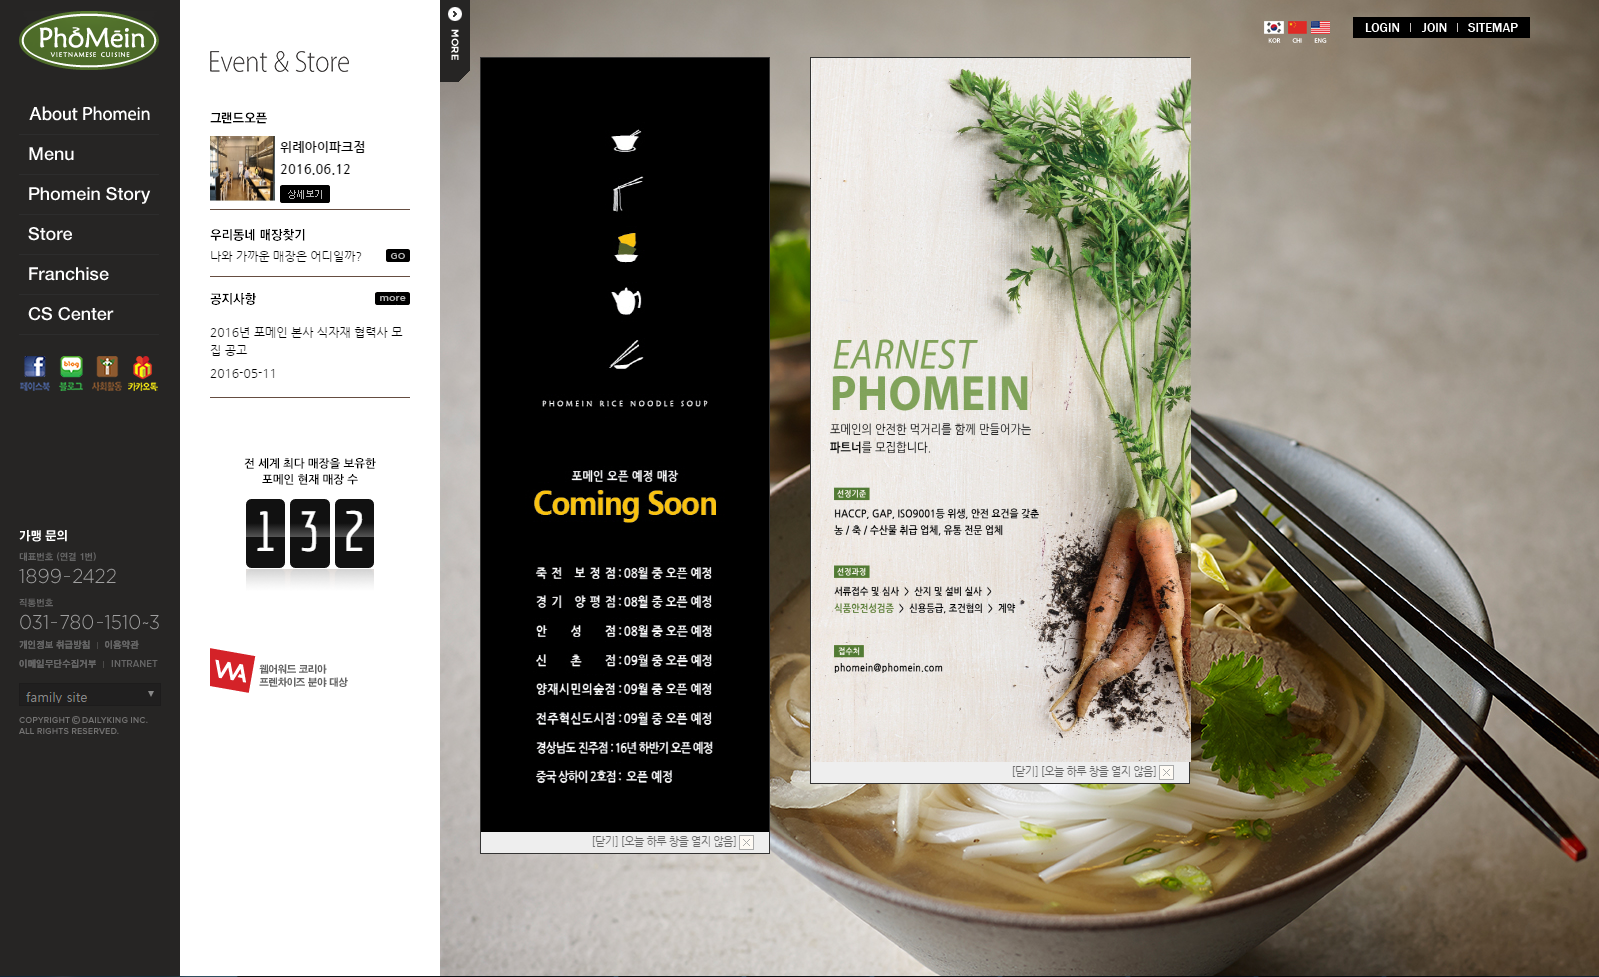 PhoMein
VIETNAMESE CUISINE
About Phomein
Menu
Phomein Story
Store
Franchise
CS Center
페이스북 블로그 사회활동 카카오톡
가맹 문의
대표번호 (연결 1번)
1899-2422
직통번호
031-780-1510~3
개인정보 취급방침 | 이용약관
이메일무단수집거부 | INTRANET
family site
COPYRIGHT © DAILYKING INC.
ALL RIGHTS RESERVED.
Event & Store
그랜드오픈
위례아이파크점
2016.06.12
상세보기
우리동네 매장찾기
나와 가까운 매장은 어디일까?
GO
공지사항
more
2016년 포메인 본사 식자재 협력사 모
집 공고
2016-05-11
전 세계 최다 매장을 보유한
포메인 현재 매장 수
132
WA
웹어워드 코리아
프렌차이즈 분야 대상
MORE
KOR CHI ENG
LOGIN | JOIN | SITEMAP
PHOMEIN RICE NOODLE SOUP
포메인 오픈 예정 매장
Coming Soon
죽전 보정점 : 08월 중 오픈 예정
경기 양평점 : 08월 중 오픈 예정
안성점 : 08월 중 오픈 예정
신촌점 : 09월 중 오픈 예정
양재시민의숲점 : 09월 중 오픈 예정
전주혁신도시점 : 09월 중 오픈 예정
경상남도 진주점 : 16년 하반기 오픈 예정
중국 상하이 2호점 : 오픈 예정
[닫기] [오늘 하루 창을 열지 않음]
EARNEST
PHOMEIN
포메인의 안전한 먹거리를 함께 만들어가는
파트너를 모집합니다.
선정기준
HACCP, GAP, ISO9001등 위생, 안전 요건을 갖춘
농 / 축 / 수산물 취급 업체, 유통 전문 업체
선정과정
서류접수 및 심사 > 산지 및 설비 실사 >
식품안전성검증 > 신용등급, 조건협의 > 계약
접수처
phomein@phomein.com
[닫기] [오늘 하루 창을 열지 않음]